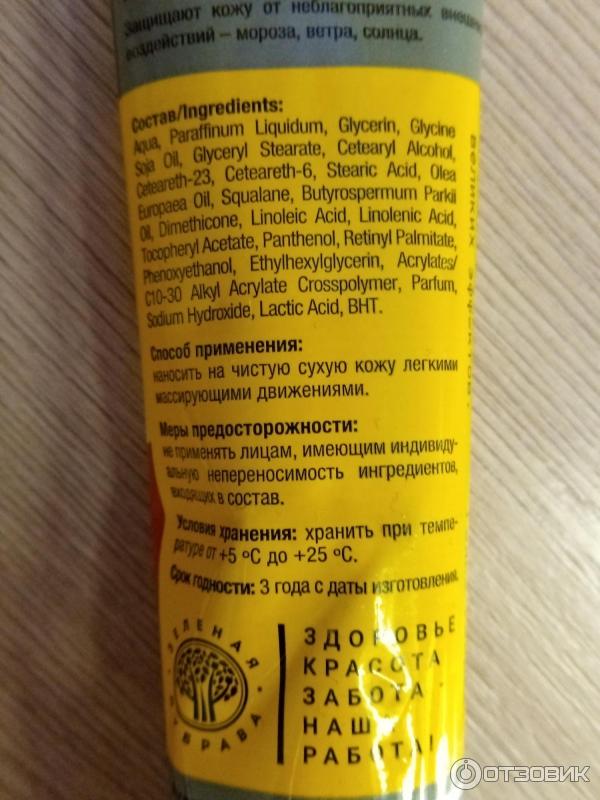 Защищают кожу от неблагоприятных внешн
воздействий – мороза, ветра, солнца.
Состав/Ingredients:
Aqua, Paraffinum Liquidum, Glycerin, Glycine
Soja Oil, Glyceryl Stearate, Cetearyl Alcohol,
Ceteareth-23, Ceteareth-6, Stearic Acid, Olea
Europaea Oil, Squalane, Butyrospermum Parkii
Oil, Dimethicone, Linoleic Acid, Linolenic Acid,
Tocopheryl Acetate, Panthenol, Retinyl Palmitate,
Phenoxyethanol, Ethylhexylglycerin, Acrylates/
C10-30 Alkyl Acrylate Crosspolymer, Parfum,
Sodium Hydroxide, Lactic Acid, BHT.
Способ применения:
наносить на чистую сухую кожу легкими
массирующими движениями.
Меры предосторожности:
не применять лицам, имеющим индивиду-
альную непереносимость ингредиентов,
входящих в состав.
Условия хранения: хранить при темпе-
ратуре от +5 ºС до +25 ºС.
Срок годности: 3 года с даты изготовления.
ЗЕЛЕНАЯ
ДУБРАВА
ЗДОРОВЬЕ
КРАСОТА
ЗАБОТА -
НАША
РАБОТА!
ВЕЛИКИХ ЭФФЕКТОВ
ОТЗОВИК